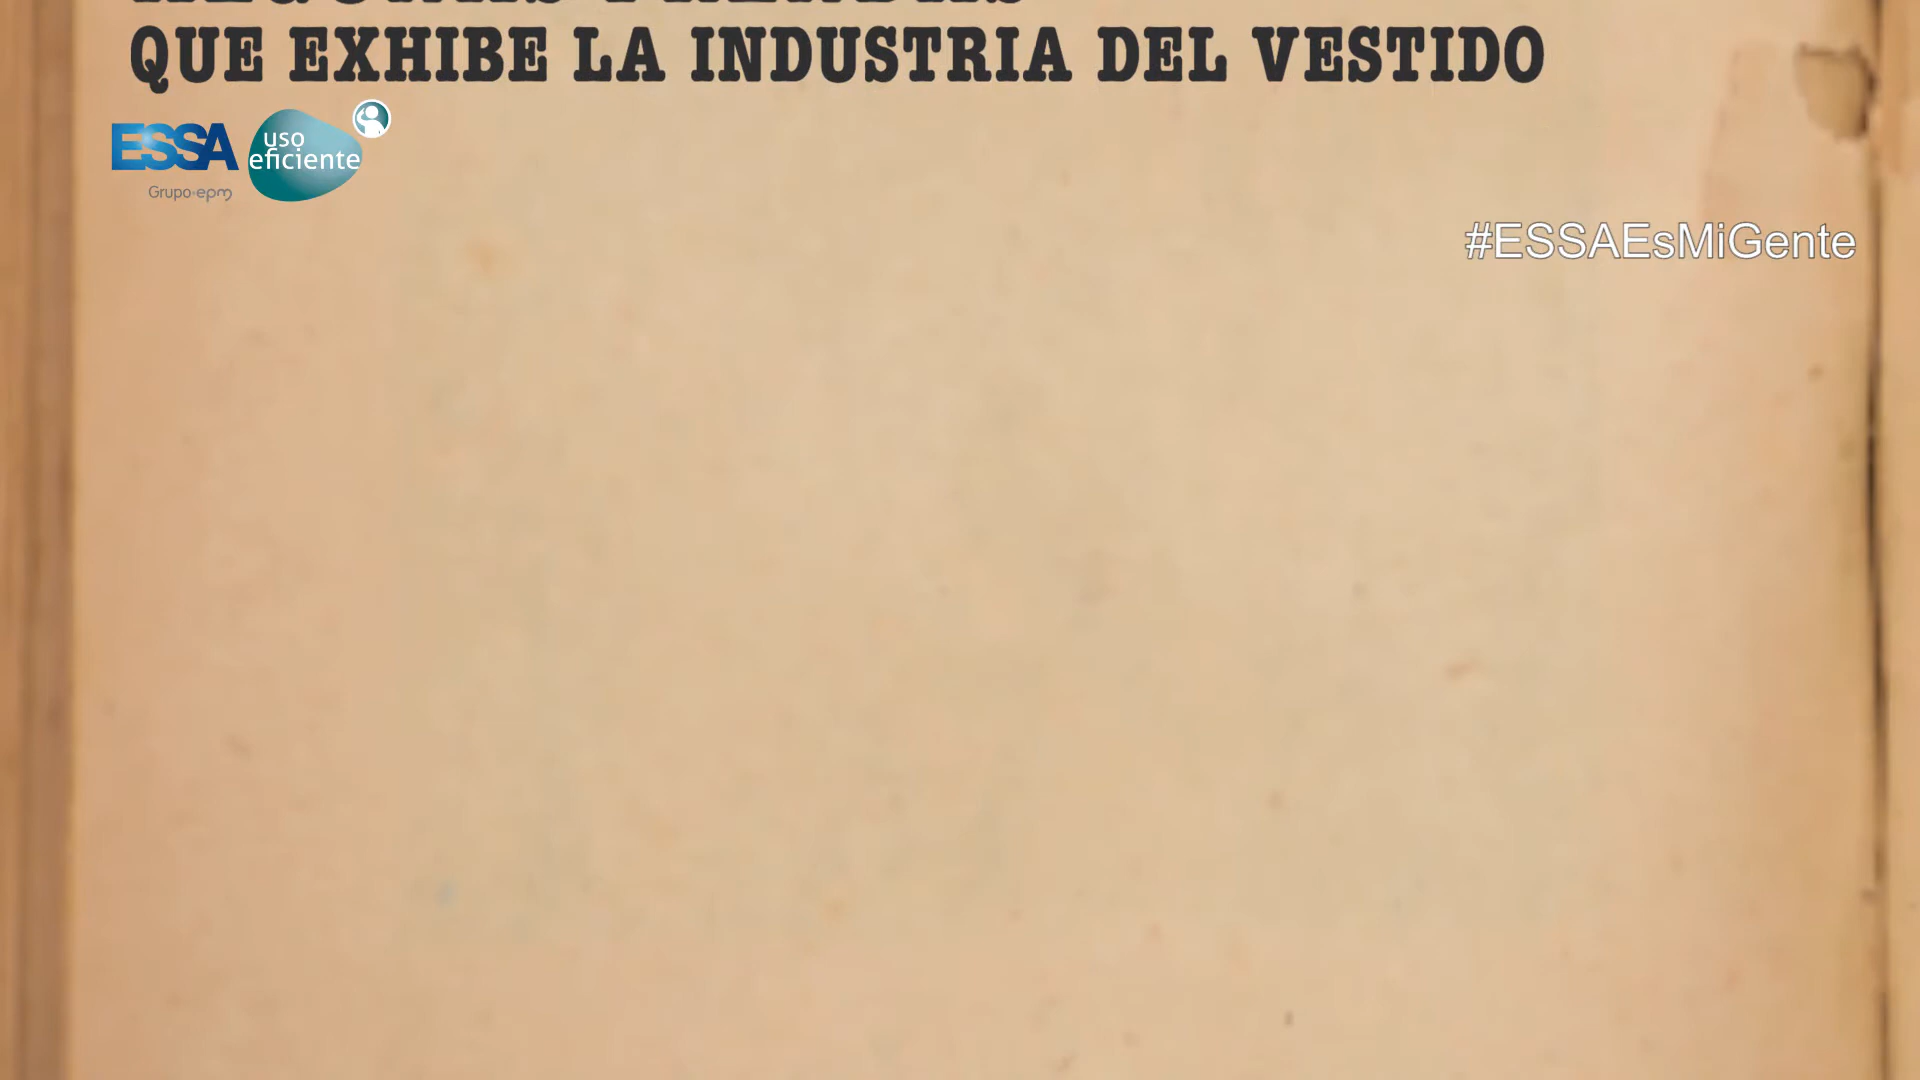 QUE EXHIBE LA INDUSTRIA DEL VESTIDO
ESSA
Grupo·epm
uso
eficiente
#ESSAEsMiGente